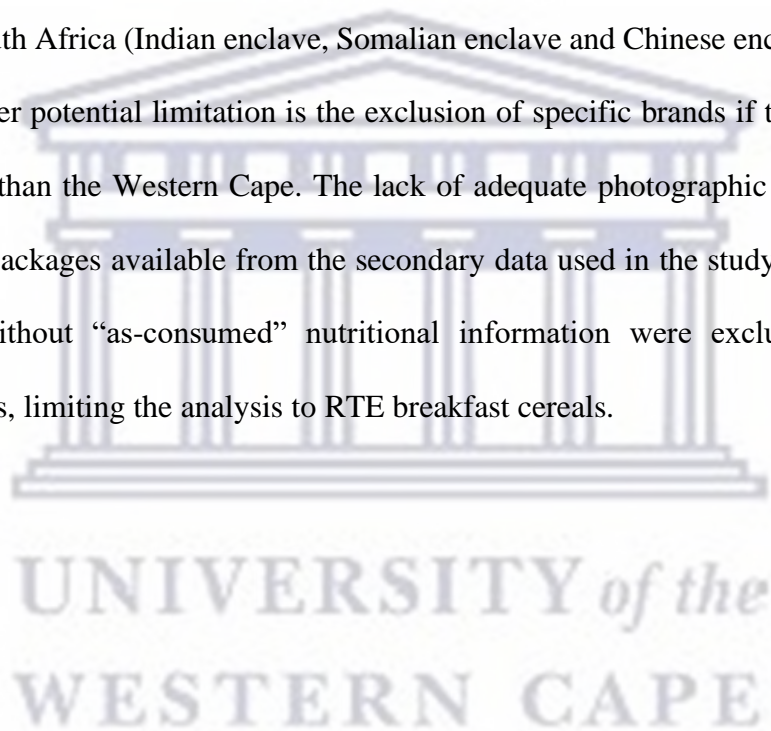 uth Africa (Indian enclave, Somalian enclave and Chinese enc
er potential limitation is the exclusion of specific brands if t
than the Western Cape. The lack of adequate photographic
ackages available from the secondary data used in the study
ithout “as-consumed” nutritional information were exclu
s, limiting the analysis to RTE breakfast cereals.
UNIVERSITY of the
WESTERN CAPE